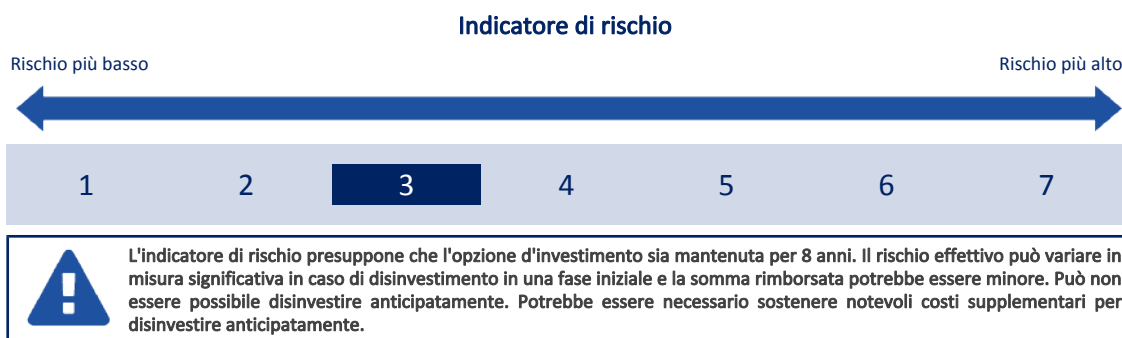 Indicatore di rischio
Rischio più basso
Rischio più alto
1 2 3 4 5 6 7
L'indicatore di rischio presuppone che l'opzione d'investimento sia mantenuta per 8 anni. Il rischio effettivo può variare in
misura significativa in caso di disinvestimento in una fase iniziale e la somma rimborsata potrebbe essere minore. Può non
essere possibile disinvestire anticipatamente. Potrebbe essere necessario sostenere notevoli costi supplementari per
disinvestire anticipatamente.